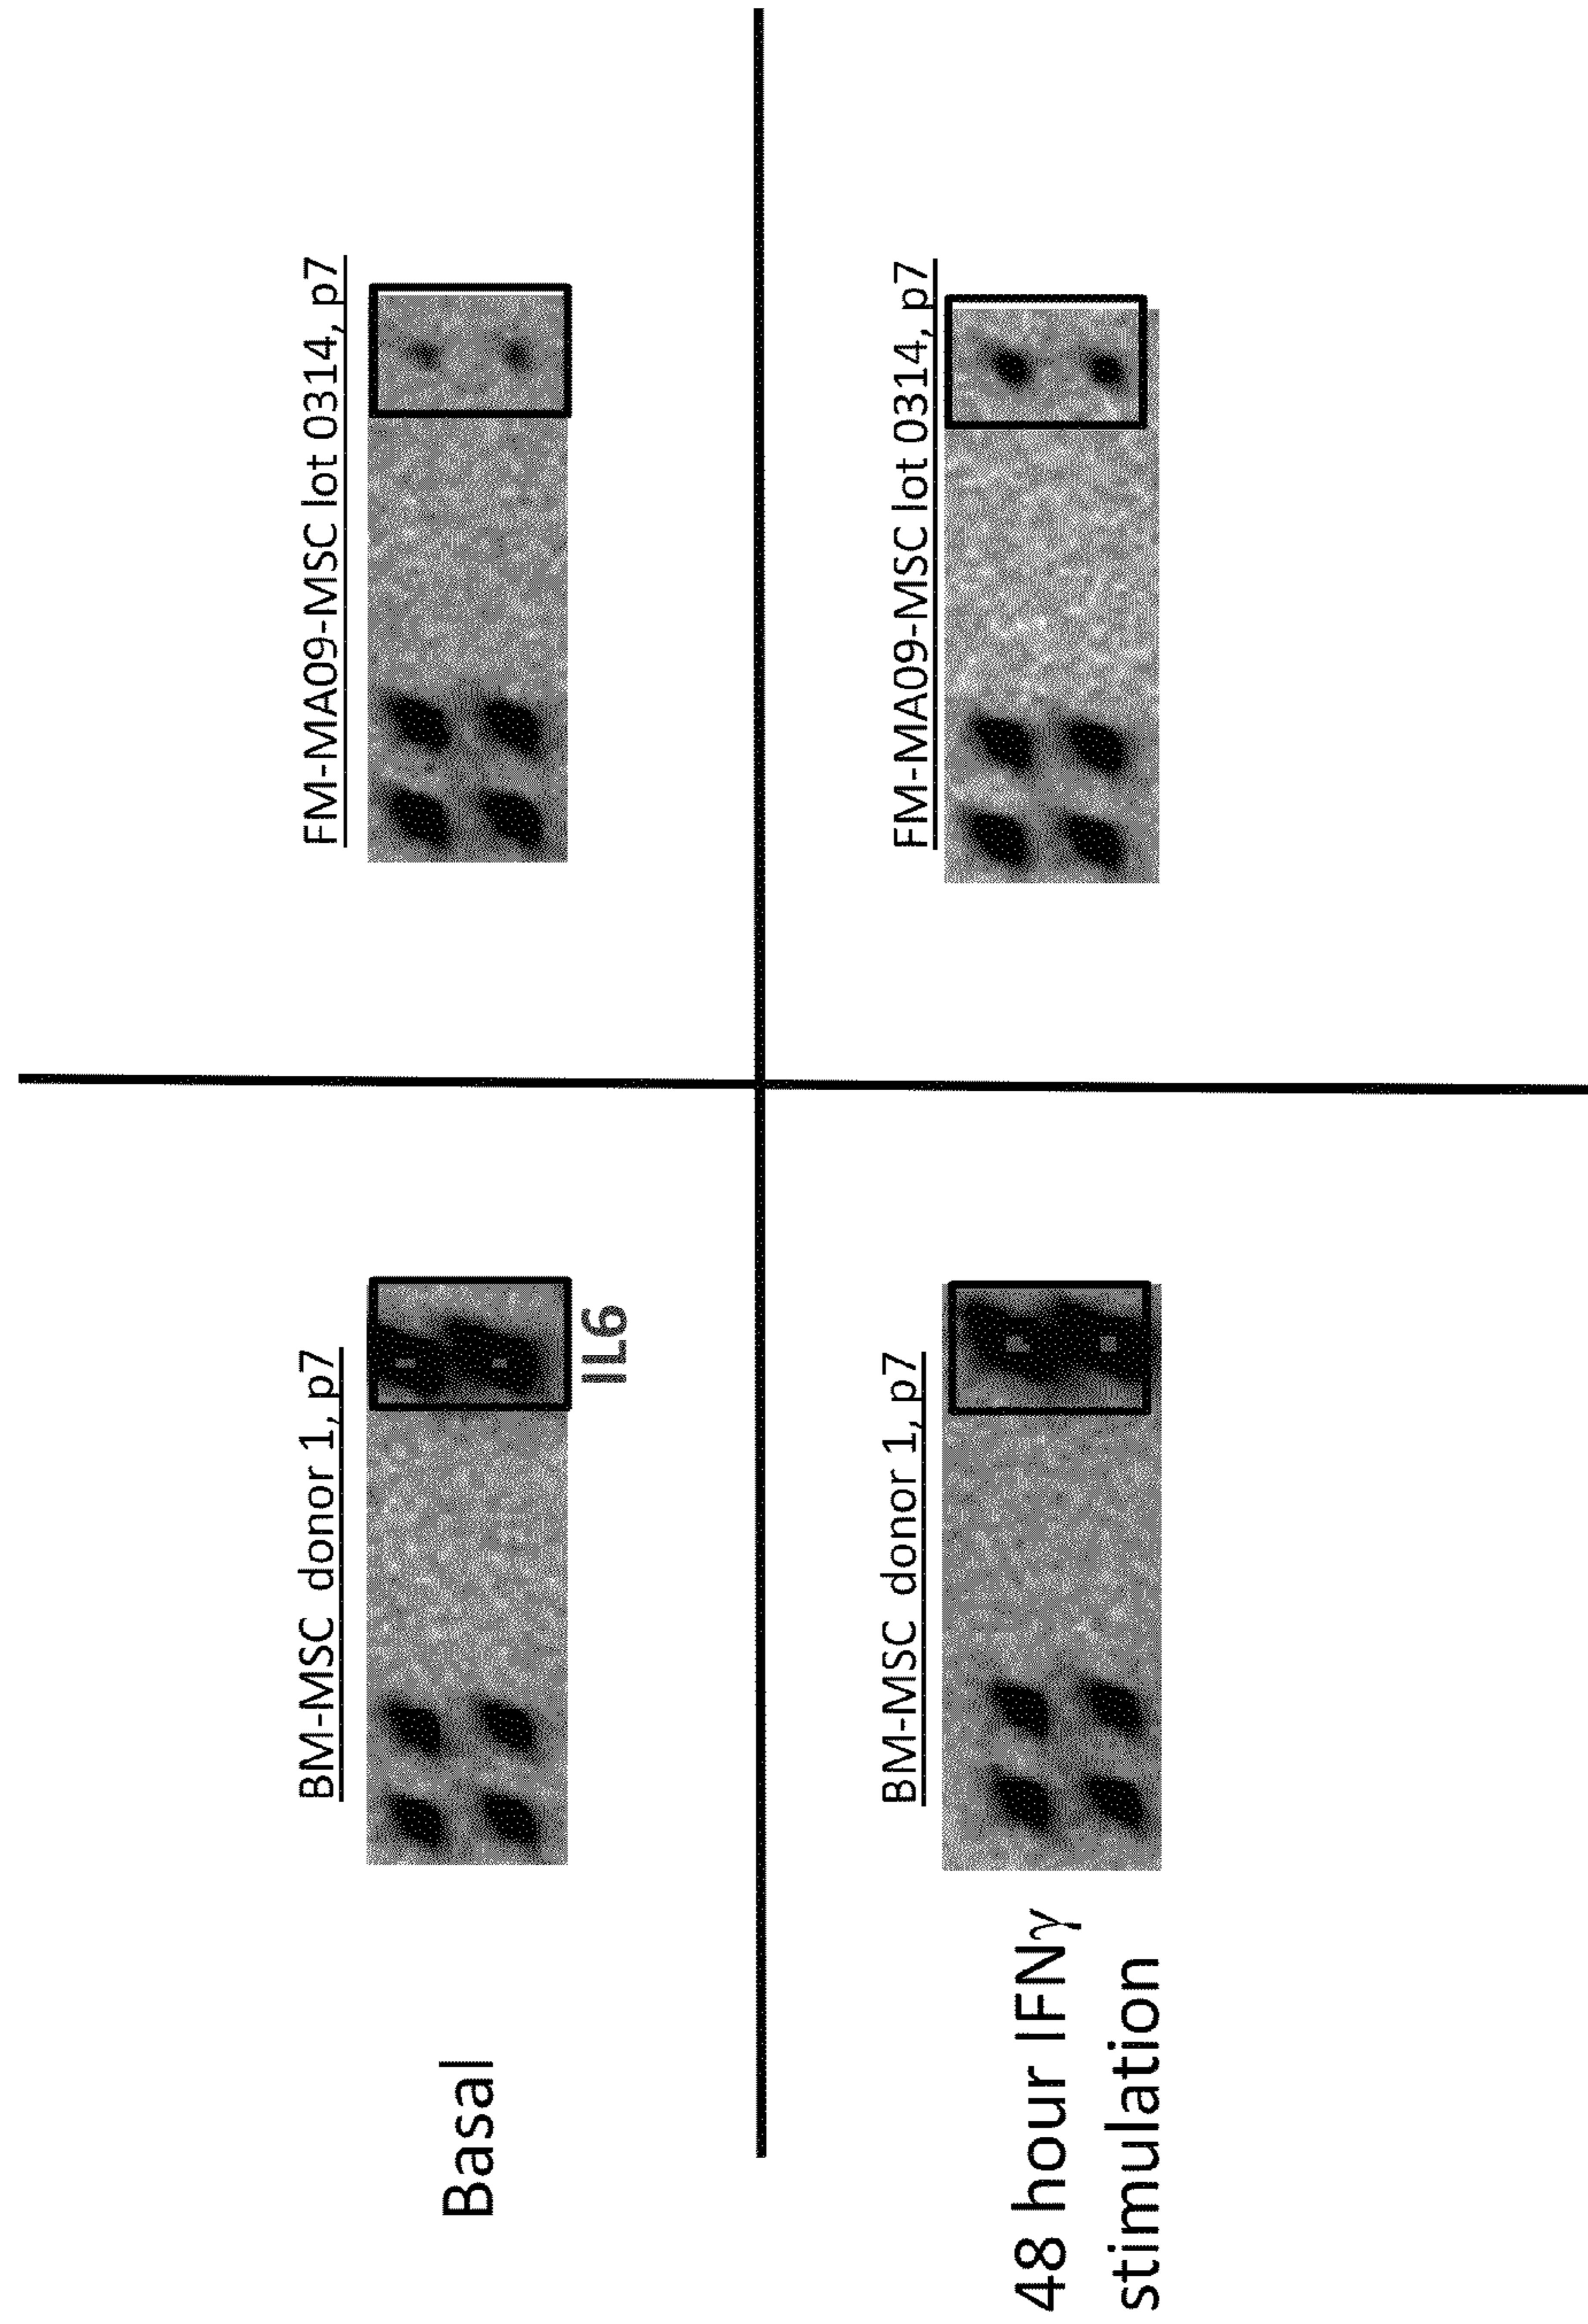 BM-MSC donor 1, p7
FM-MA09-MSC lot 0314, p7
Basal
IL6
BM-MSC donor 1, p7
FM-MA09-MSC lot 0314, p7
48 hour IFNγ
stimulation